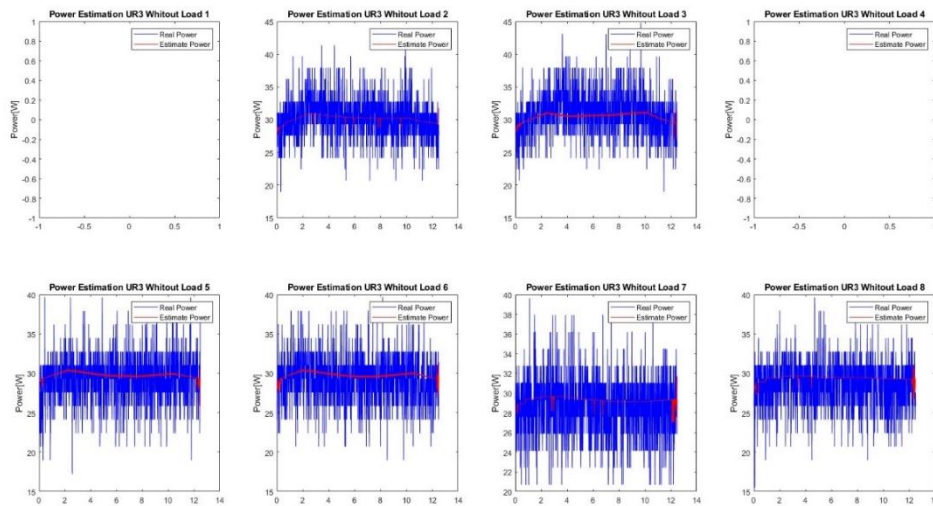 Power Estimation UR3 Whitout Load 1
Real Power
Estimate Power
Power[W]
1
0.8
0.6
0.4
0.2
0
-0.2
-0.4
-0.6
-0.8
-1
-1 -0.5 0 0.5 1
Power Estimation UR3 Whitout Load 2
Real Power
Estimate Power
Power[W]
45
40
35
30
25
20
15
0 2 4 6 8 10 12 14
Power Estimation UR3 Whitout Load 3
Real Power
Estimate Power
Power[W]
45
40
35
30
25
20
15
0 2 4 6 8 10 12 14
Power Estimation UR3 Whitout Load 4
Real Power
Estimate Power
Power[W]
1
0.8
0.6
0.4
0.2
0
-0.2
-0.4
-0.6
-0.8
-1
-1 -0.5 0 0.5
Power Estimation UR3 Whitout Load 5
Real Power
Estimate Power
Power[W]
40
35
30
25
20
15
0 2 4 6 8 10 12 14
Power Estimation UR3 Whitout Load 6
Real Power
Estimate Power
Power[W]
40
35
30
25
20
15
0 2 4 6 8 10 12 14
Power Estimation UR3 Whitout Load 7
Real Power
Estimate Power
Power[W]
40
38
36
34
32
30
28
26
24
22
20
0 2 4 6 8 10 12 14
Power Estimation UR3 Whitout Load 8
Real Power
Estimate Power
Power[W]
40
35
30
25
20
15
0 2 4 6 8 10 12